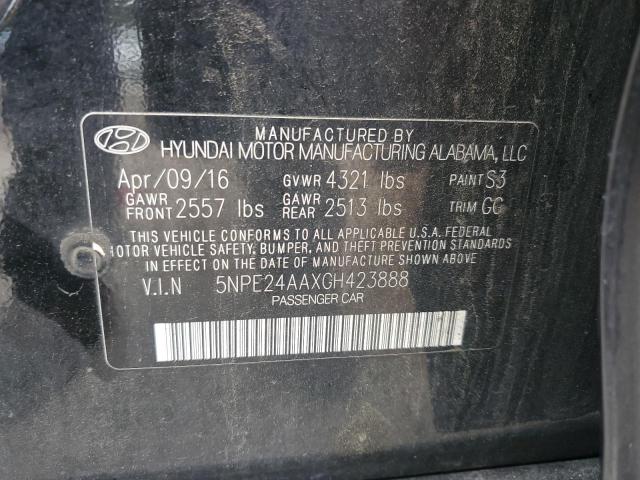 MANUFACTURED BY
HYUNDAI MOTOR MANUFACTURING ALABAMA, LLC
Apr/09/16 GVWR 4321 lbs PAINT S3
GAWR FRONT 2557 lbs GAWR REAR 2513 lbs TRIM GC
THIS VEHICLE CONFORMS TO ALL APPLICABLE U.S.A. FEDERAL
MOTOR VEHICLE SAFETY, BUMPER, AND THEFT PREVENTION STANDARDS
IN EFFECT ON THE DATE OF MANUFACTURE SHOWN ABOVE
V.I.N 5NPE24AAXGH423888
PASSENGER CAR